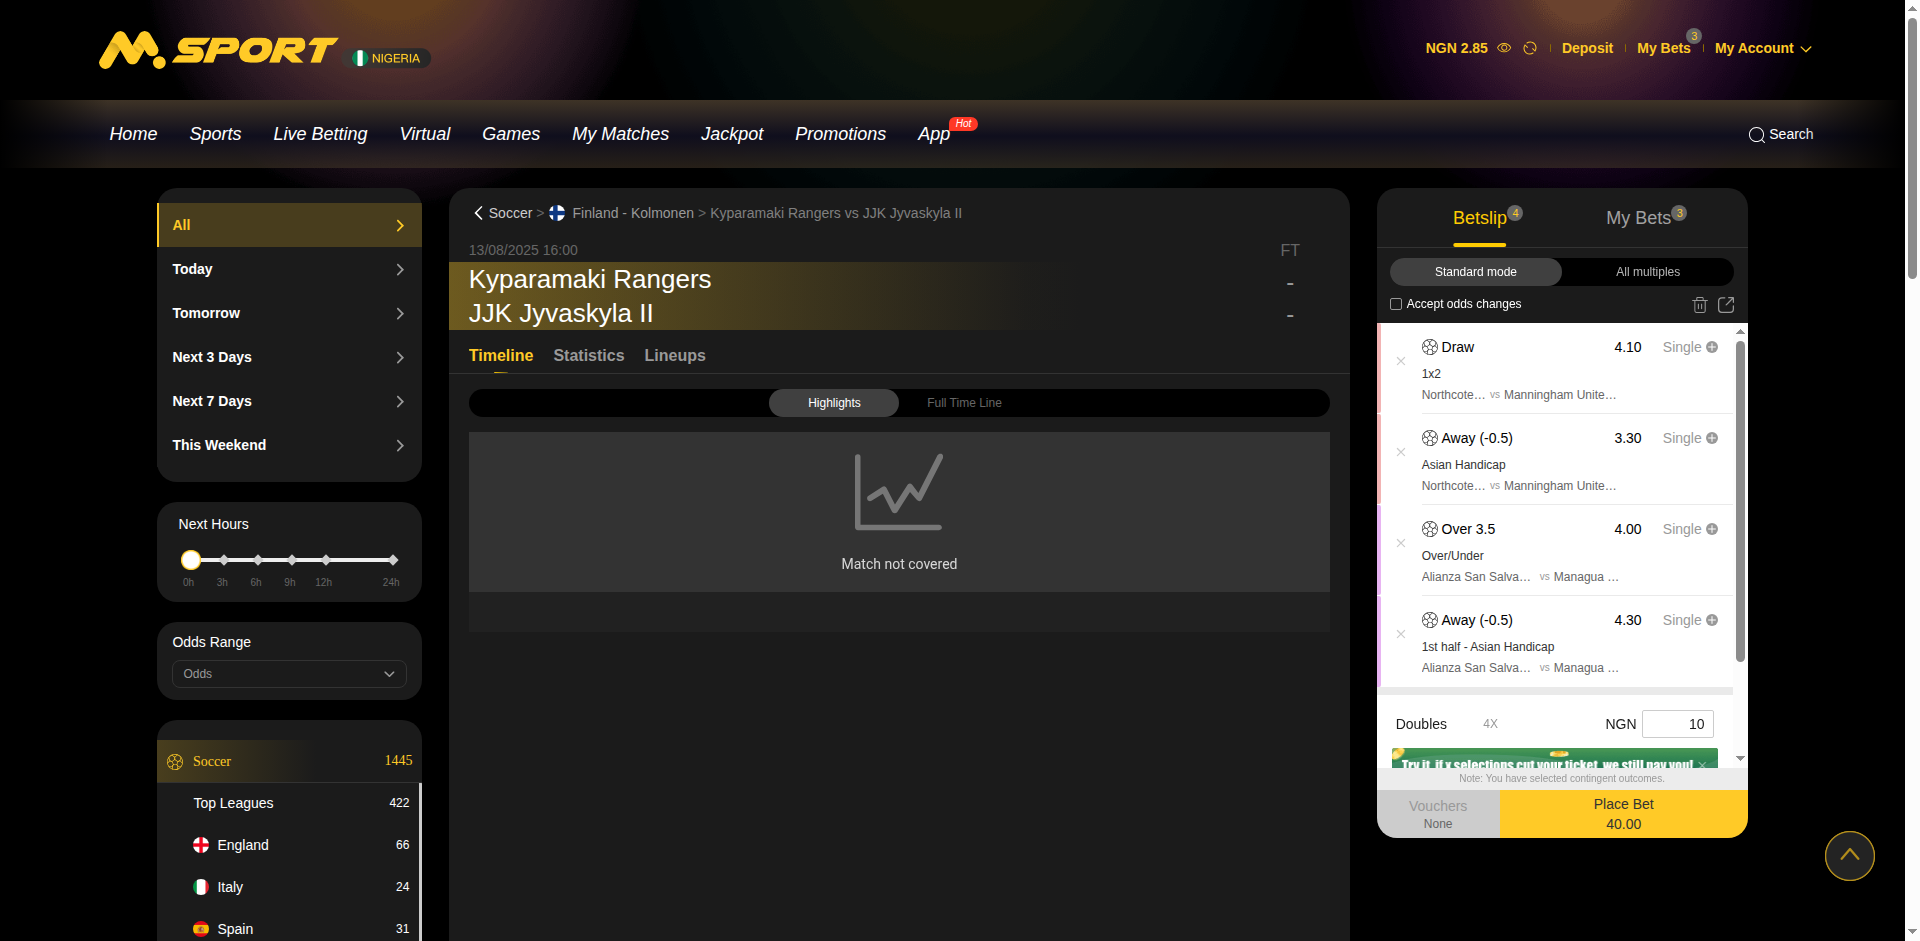 M.SPORT
NIGERIA
NGN 2.85
Deposit
My Bets 3
My Account
Home Sports Live Betting Virtual Games My Matches Jackpot Promotions App Hot
Search
All
Today
Tomorrow
Next 3 Days
Next 7 Days
This Weekend
Next Hours
0h 3h 6h 9h 12h 24h
Odds Range
Odds
Soccer 1445
Top Leagues 422
England 66
Italy 24
Spain 31
Soccer > Finland - Kolmonen > Kyparamaki Rangers vs JJK Jyvaskyla II
13/08/2025 16:00 FT
Kyparamaki Rangers -
JJK Jyvaskyla II -
Timeline Statistics Lineups
Highlights Full Time Line
Match not covered
Betslip 4 My Bets 3
Standard mode All multiples
Accept odds changes
Draw 4.10 Single
1x2
Northcote... vs Manningham Unite...
Away (-0.5) 3.30 Single
Asian Handicap
Northcote... vs Manningham Unite...
Over 3.5 4.00 Single
Over/Under
Alianza San Salva... vs Managua ...
Away (-0.5) 4.30 Single
1st half - Asian Handicap
Alianza San Salva... vs Managua ...
Doubles 4X NGN 10
Try it, if x selections cut your ticket, we still pay you!
Note: You have selected contingent outcomes.
Vouchers
None
Place Bet
40.00